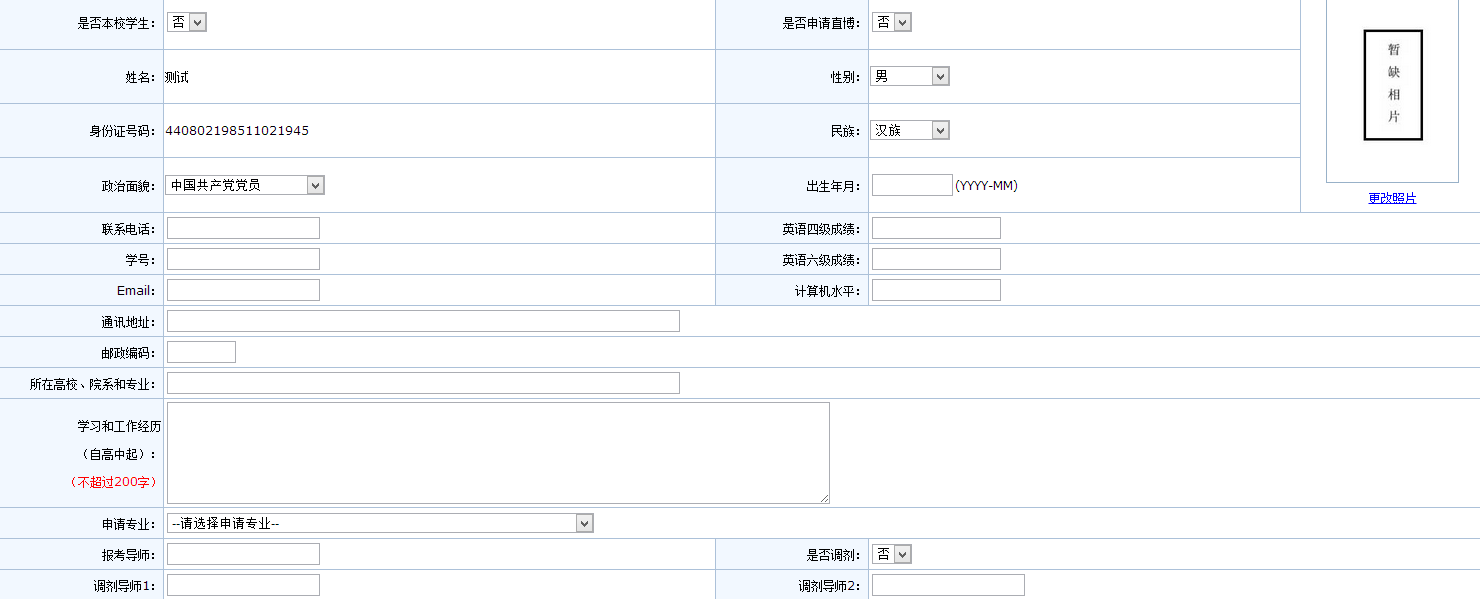 是否本校学生： 否 是否申请直博： 否
姓名： 测试 性别： 男
身份证号码： 440802198511021945 民族： 汉族
政治面貌： 中国共产党党员 出生年月： (YYYY-MM)
暂
缺
相
片
更改照片
联系电话： 英语四级成绩：
学号： 英语六级成绩：
Email： 计算机水平：
通讯地址：
邮政编码：
所在高校、院系和专业：
学习和工作经历
（自高中起）：
（不超过200字）
申请专业： --请选择申请专业--
报考导师： 是否调剂： 否
调剂导师1： 调剂导师2：